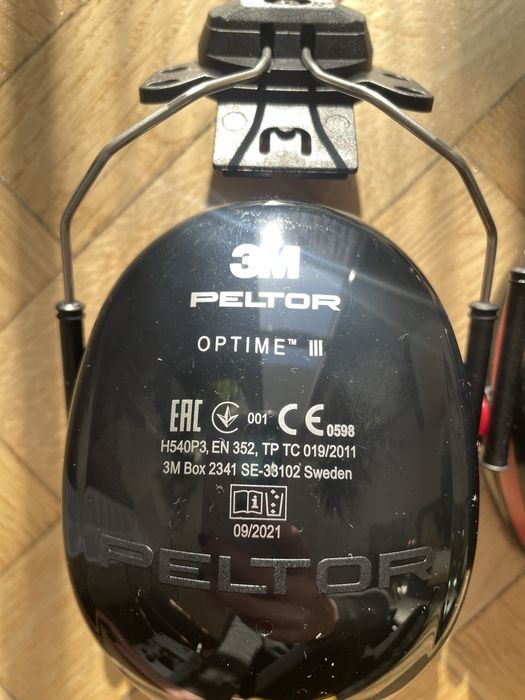 3M
PELTOR
OPTIME™ III
EAC 001 CE 0598
H540P3, EN 352, TP TC 019/2011
3M Box 2341 SE-33102 Sweden
i
09/2021
PELTOR